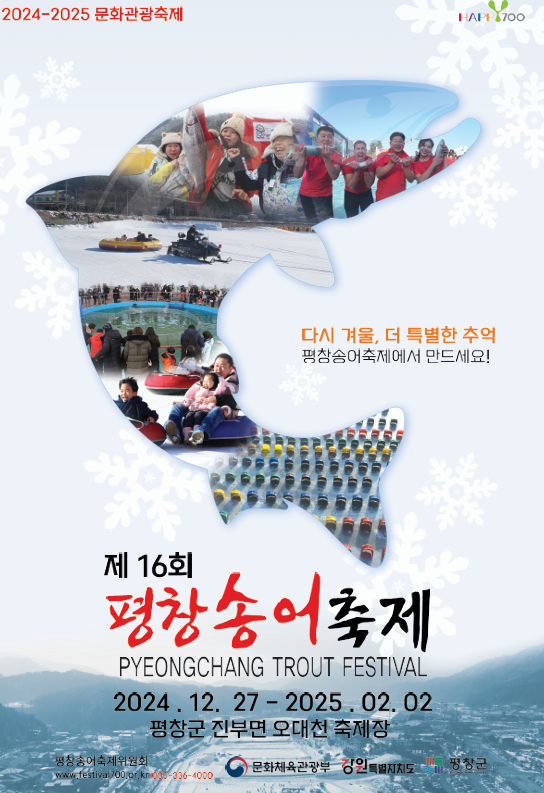 2024-2025 문화관광축제
HAPPY700
다시 겨울, 더 특별한 추억
평창송어축제에서 만드세요!
제 16회
평창송어축제
PYEONGCHANG TROUT FESTIVAL
2024 . 12. 27 - 2025 . 02. 02
평창군 진부면 오대천 축제장
평창송어축제위원회
www.festival700.or.kr 033-336-4000
문화체육관광부 강원특별자치도 평창군